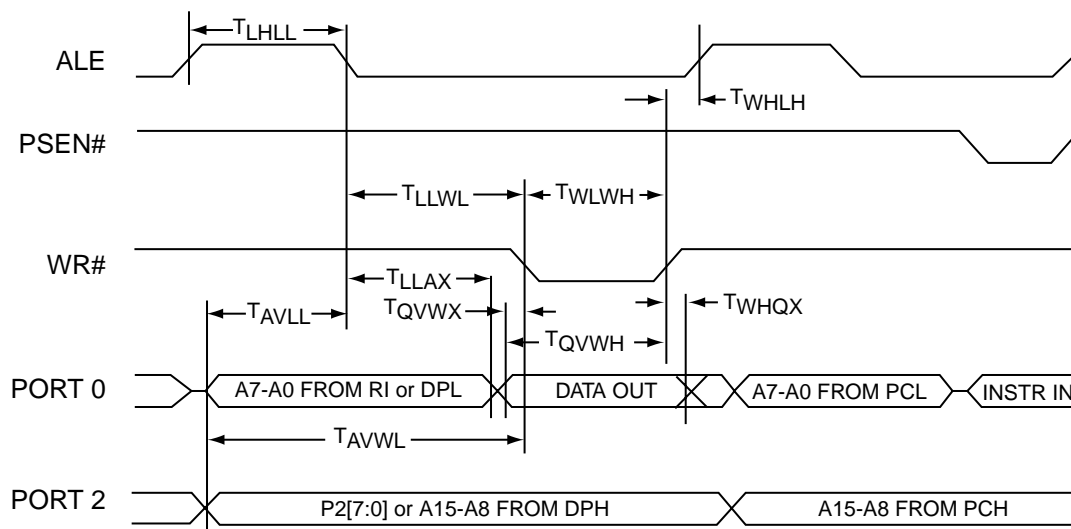 TLHLL
ALE
TWHLH
PSEN#
TLLWL
TWLWH
WR#
TLLAX
TAVLL
TQVWX
TWHQX
TQVWH
PORT 0
A7-A0 FROM RI or DPL
DATA OUT
A7-A0 FROM PCL
INSTR IN
TAVWL
PORT 2
P2[7:0] or A15-A8 FROM DPH
A15-A8 FROM PCH